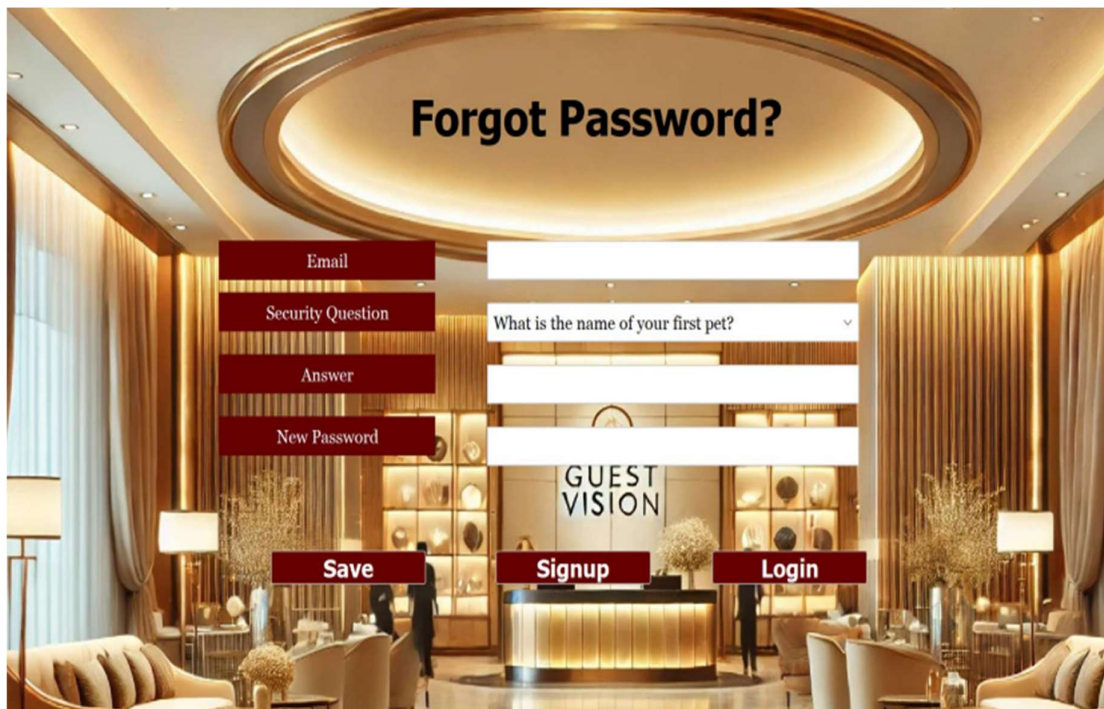 Forgot Password?
Email
Security Question
What is the name of your first pet?
Answer
New Password
GUEST
VISION
Save
Signup
Login